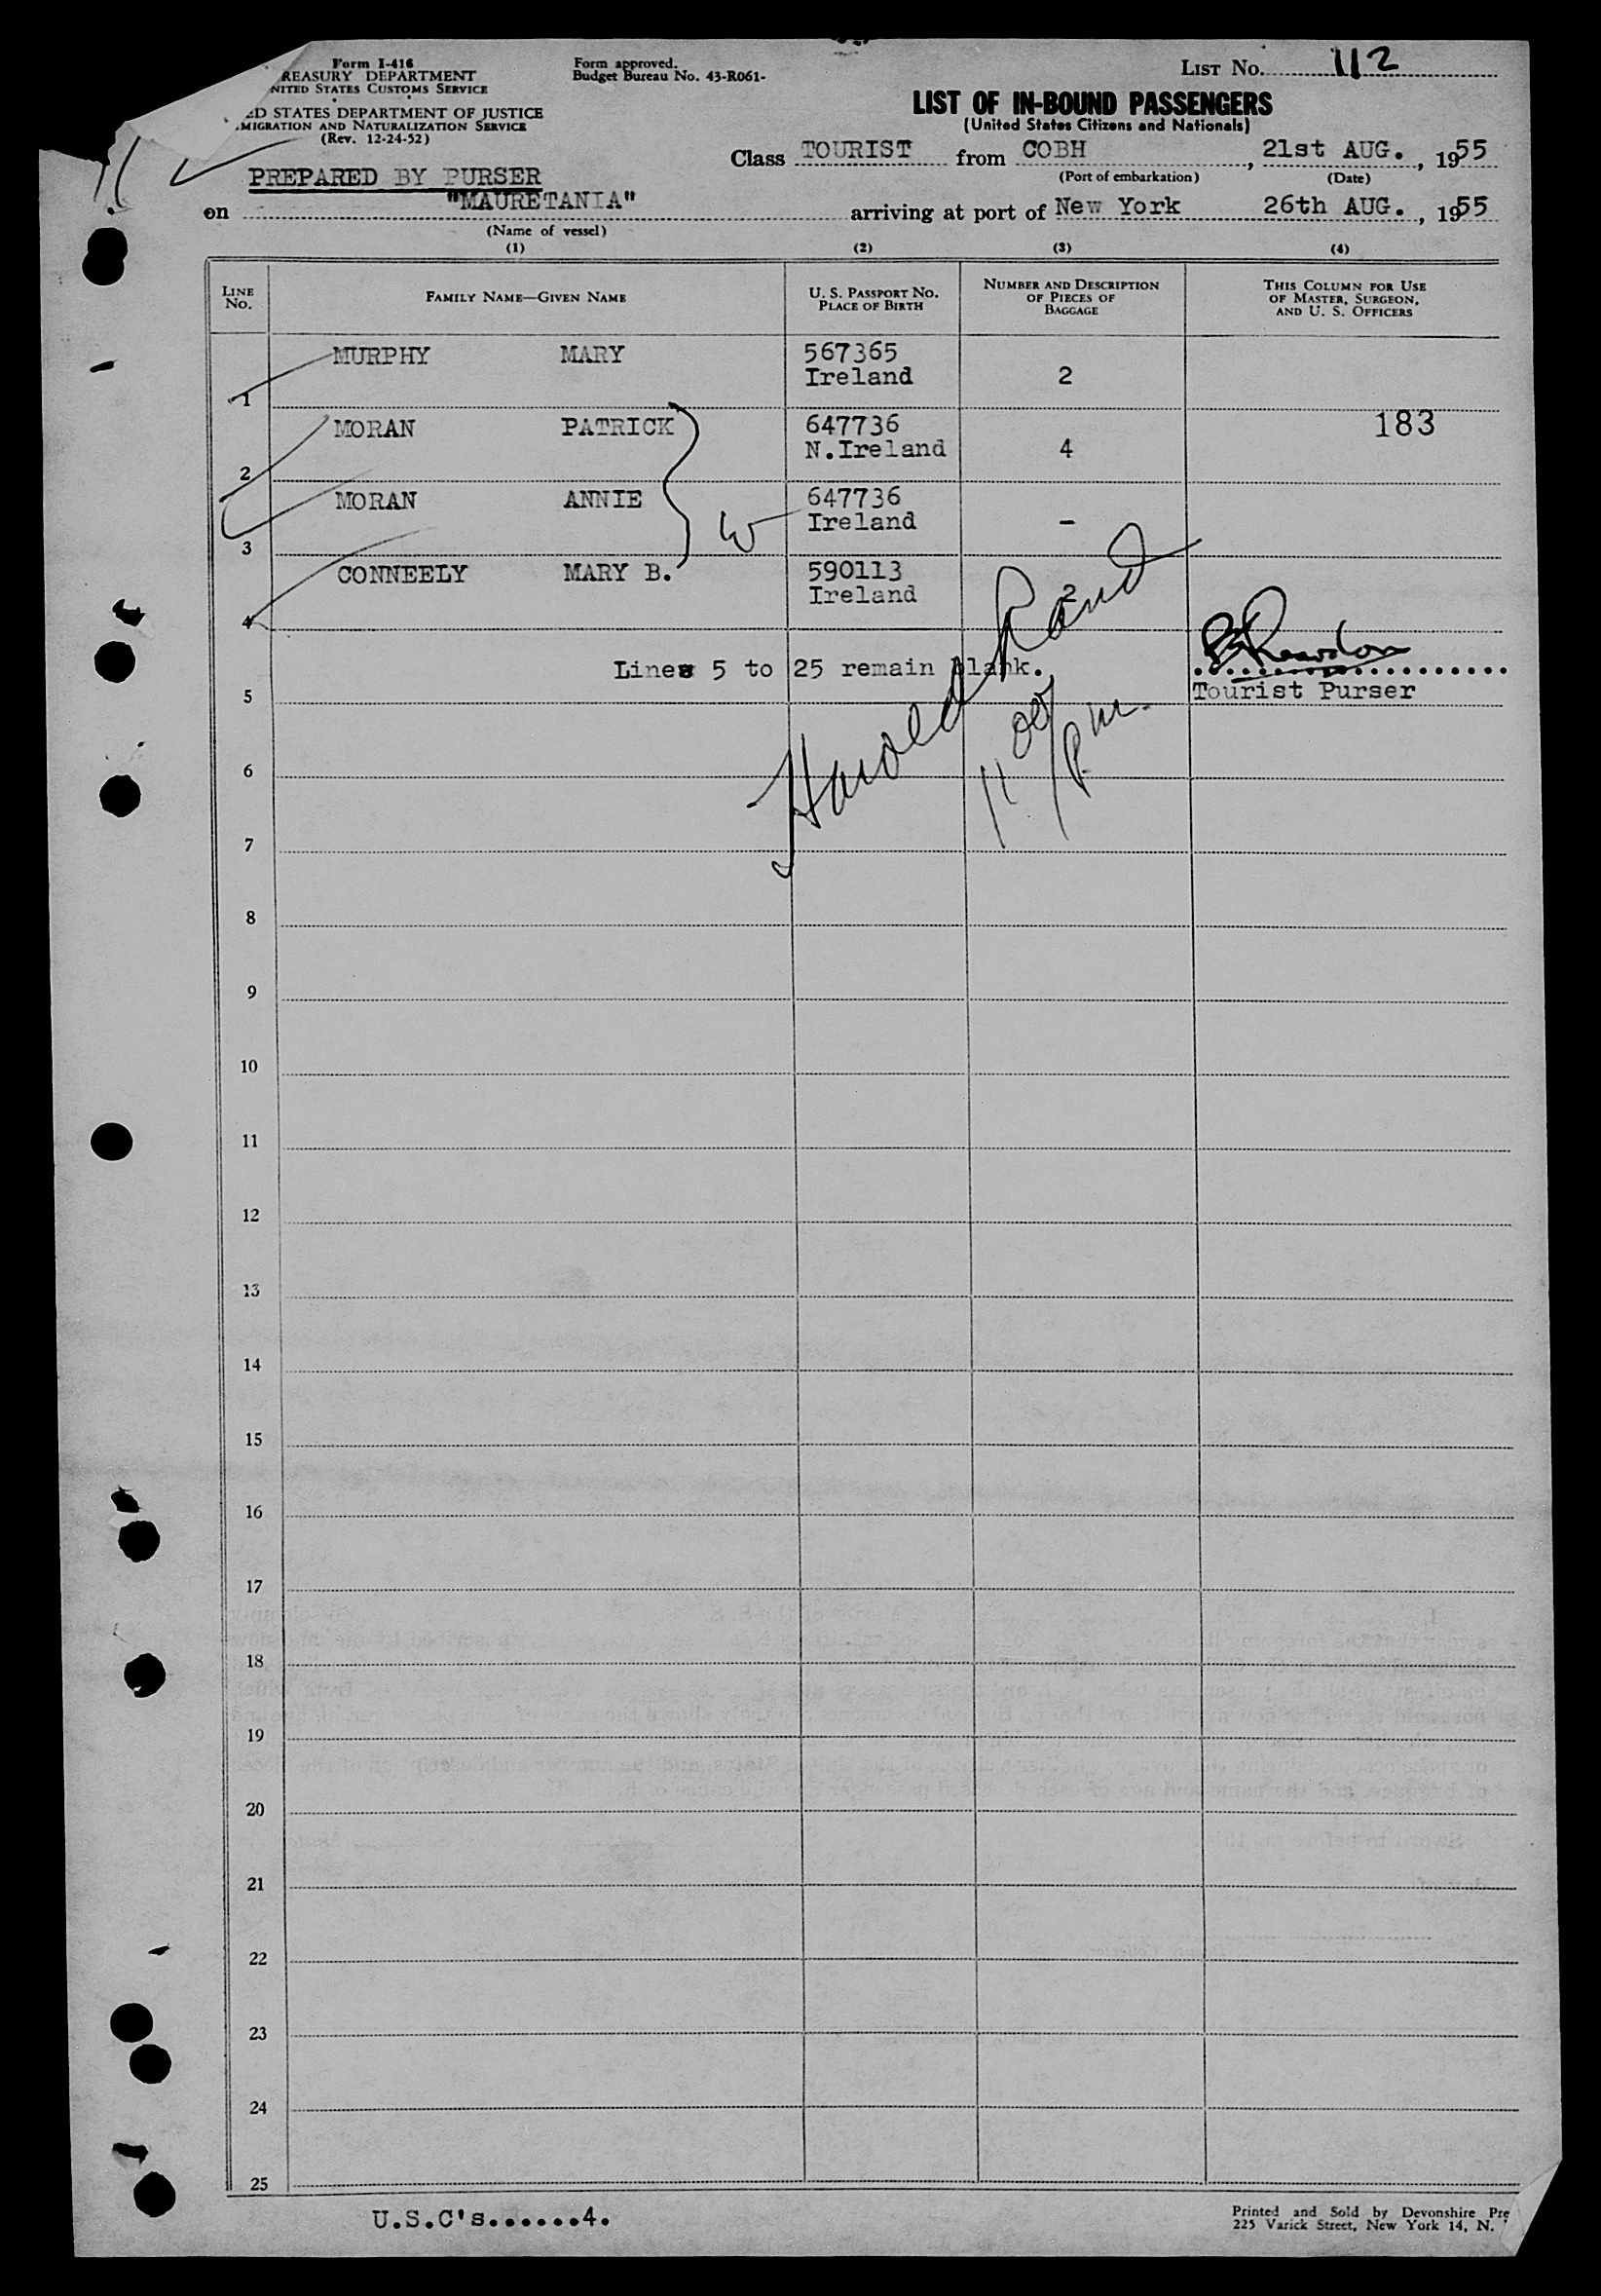 Form I-416
REASURY DEPARTMENT
NITED STATES CUSTOMS SERVICE
ED STATES DEPARTMENT OF JUSTICE
MIGRATION AND NATURALIZATION SERVICE
(Rev. 12-24-52)
Form approved.
Budget Bureau No. 43-R061-
LIST NO. 112
LIST OF IN-BOUND PASSENGERS
(United States Citizens and Nationals)
Class TOURIST from COBH, 21st AUG., 1955
(Port of embarkation) (Date)
PREPARED BY PURSER
on "MAURETANIA" arriving at port of New York 26th AUG., 1955
(Name of vessel)
(1) (2) (3) (4)
LINE NO. FAMILY NAME—GIVEN NAME U. S. PASSPORT NO. PLACE OF BIRTH NUMBER AND DESCRIPTION OF PIECES OF BAGGAGE THIS COLUMN FOR USE OF MASTER, SURGEON, AND U. S. OFFICERS
MURPHY MARY 567365
Ireland 2
1
MORAN PATRICK 647736 183
N.Ireland 4
2
MORAN ANNIE 647736
W Ireland -
3
CONNEELY MARY B. 590113
Ireland 2
4
Lines 5 to 25 remain blank.
Tourist Purser
5
Harold Rand
11 00/ p.m.
6
7
8
9
10
11
12
13
14
15
16
17
18
19
20
21
22
23
24
25
U.S.C's......4.
Printed and Sold by Devonshire Pre
225 Varick Street, New York 14, N.